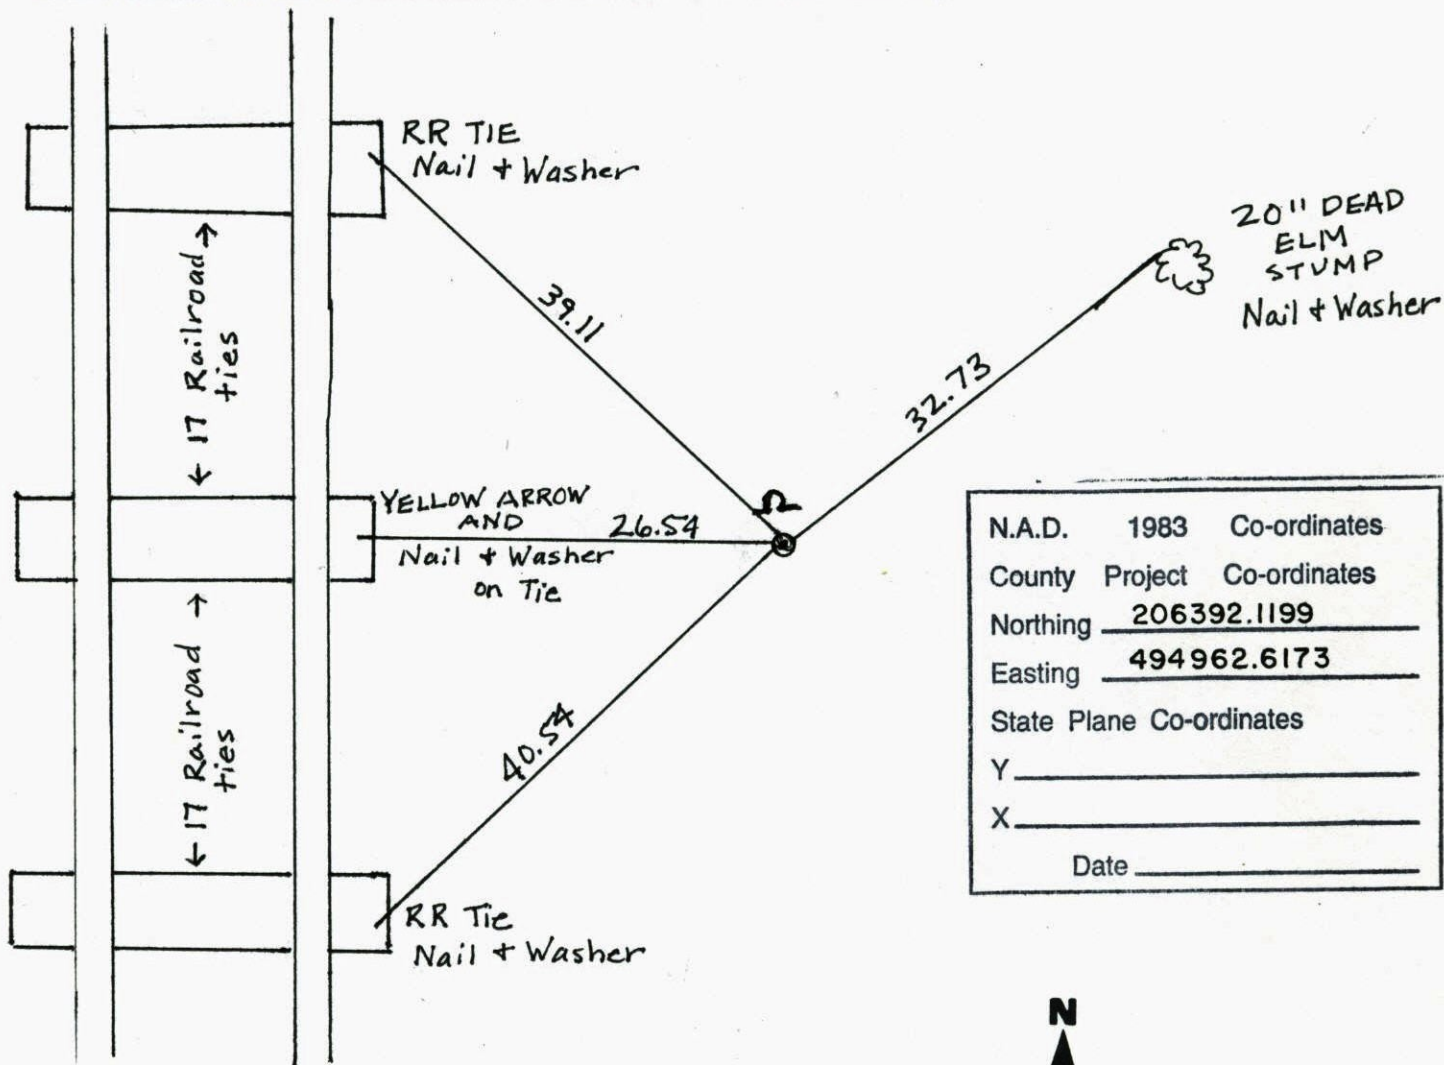 RR TIE
Nail + Washer
20" DEAD
ELM
STUMP
Nail + Washer
← 17 Railroad →
ties
39.11
32.73
YELLOW ARROW
AND
Nail + Washer
on Tie
26.54
Ω
N.A.D. 1983 Co-ordinates
County Project Co-ordinates
Northing 206392.1199
Easting 494962.6173
State Plane Co-ordinates
Y
X
Date
← 17 Railroad →
ties
40.54
RR Tie
Nail + Washer
N